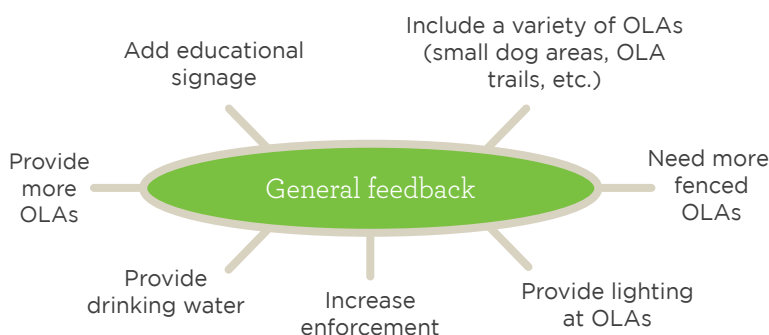 Add educational
signage
Include a variety of OLAs
(small dog areas, OLA
trails, etc.)
Provide
more
OLAs
General feedback
Need more
fenced
OLAs
Provide
drinking water
Increase
enforcement
Provide lighting
at OLAs